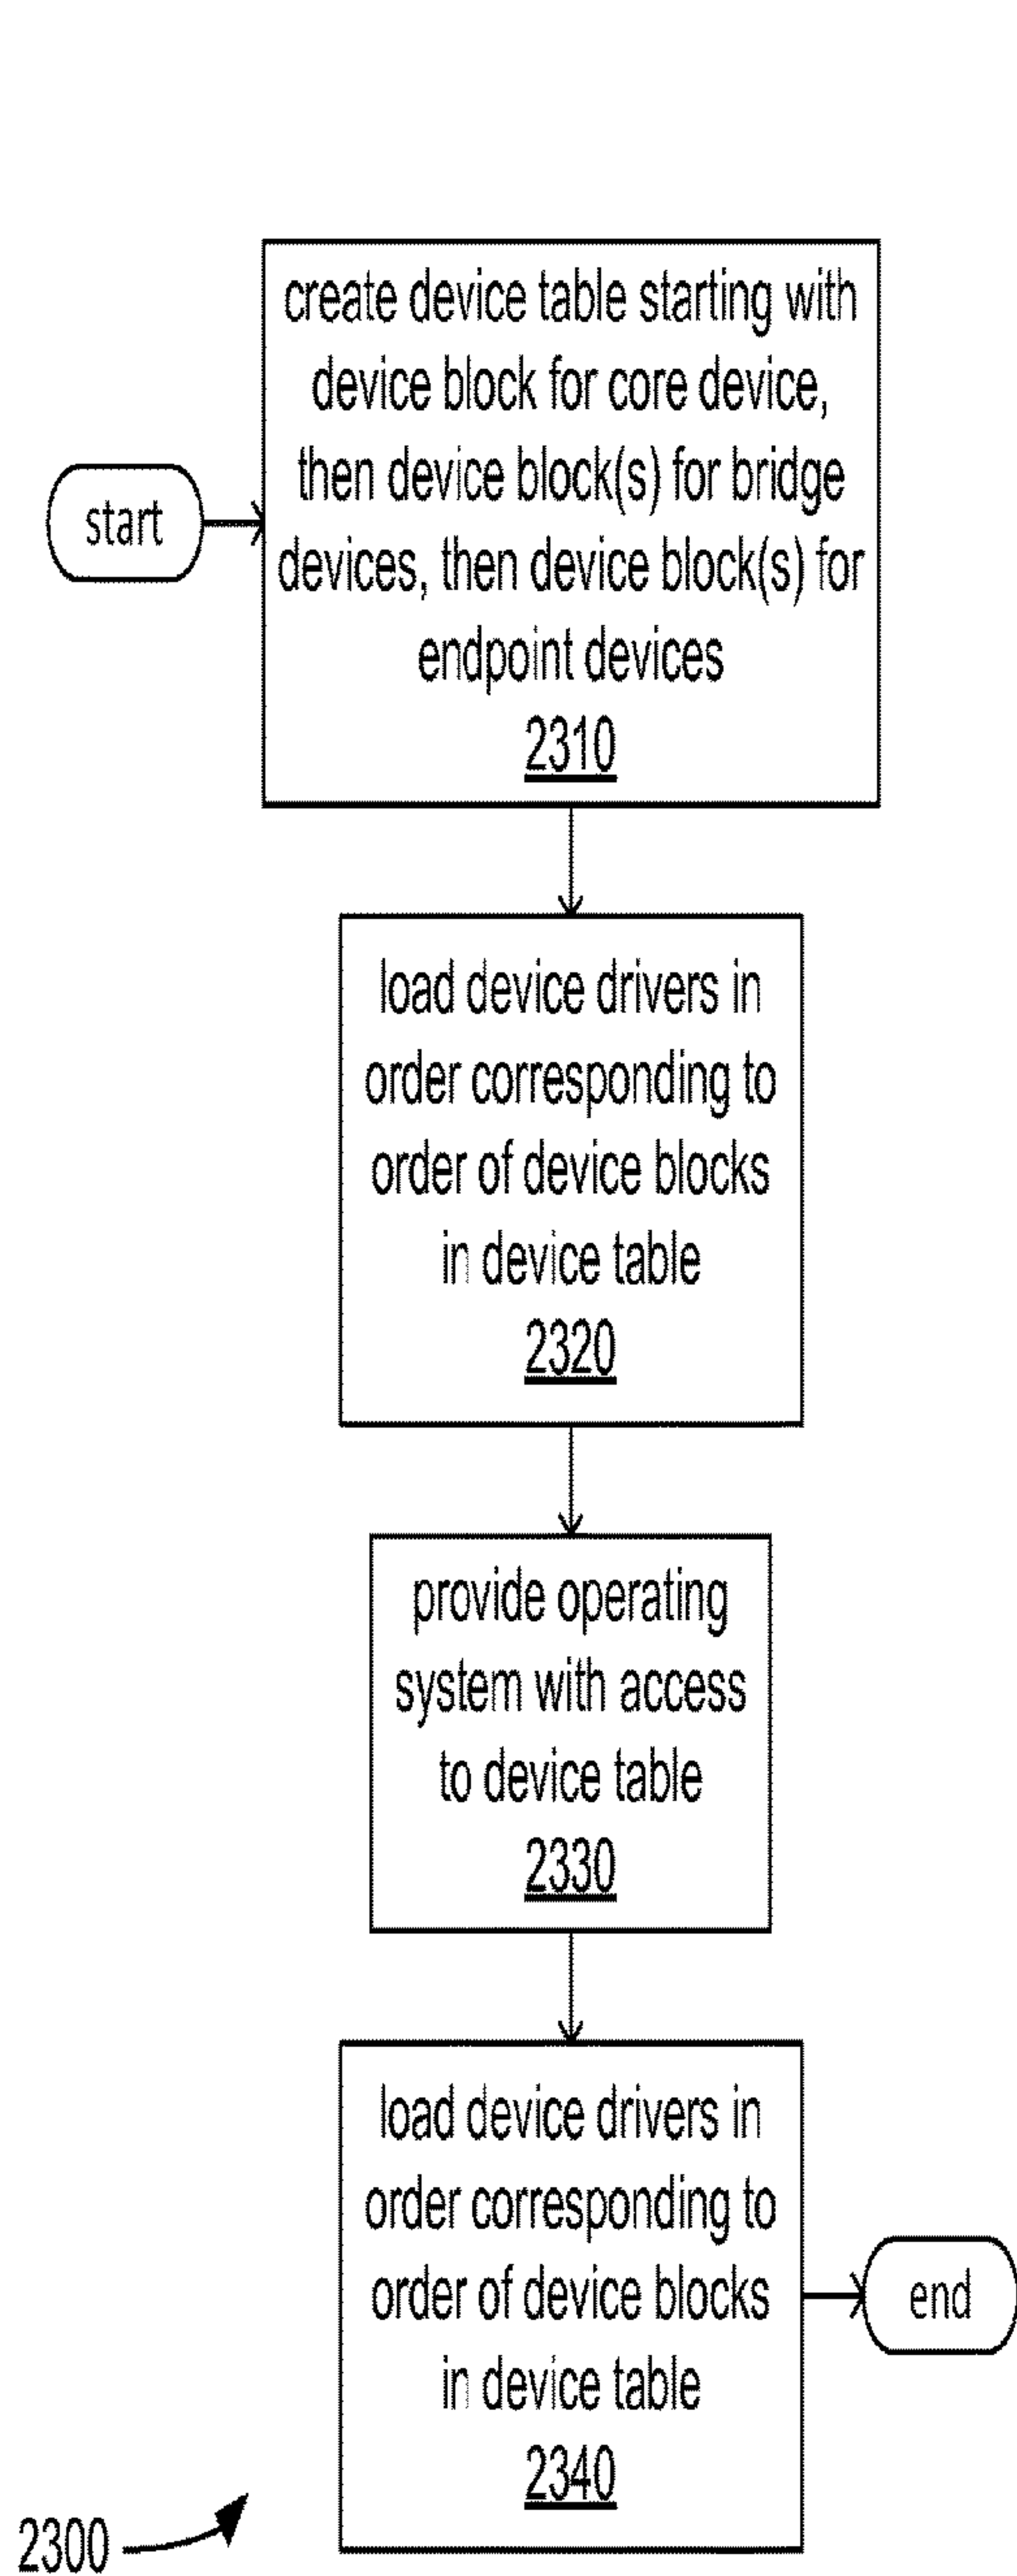 start
create device table starting with
device block for core device,
then device block(s) for bridge
devices, then device block(s) for
endpoint devices
2310
load device drivers in
order corresponding to
order of device blocks
in device table
2320
provide operating
system with access
to device table
2330
load device drivers in
order corresponding to
order of device blocks
in device table
2340
end
2300